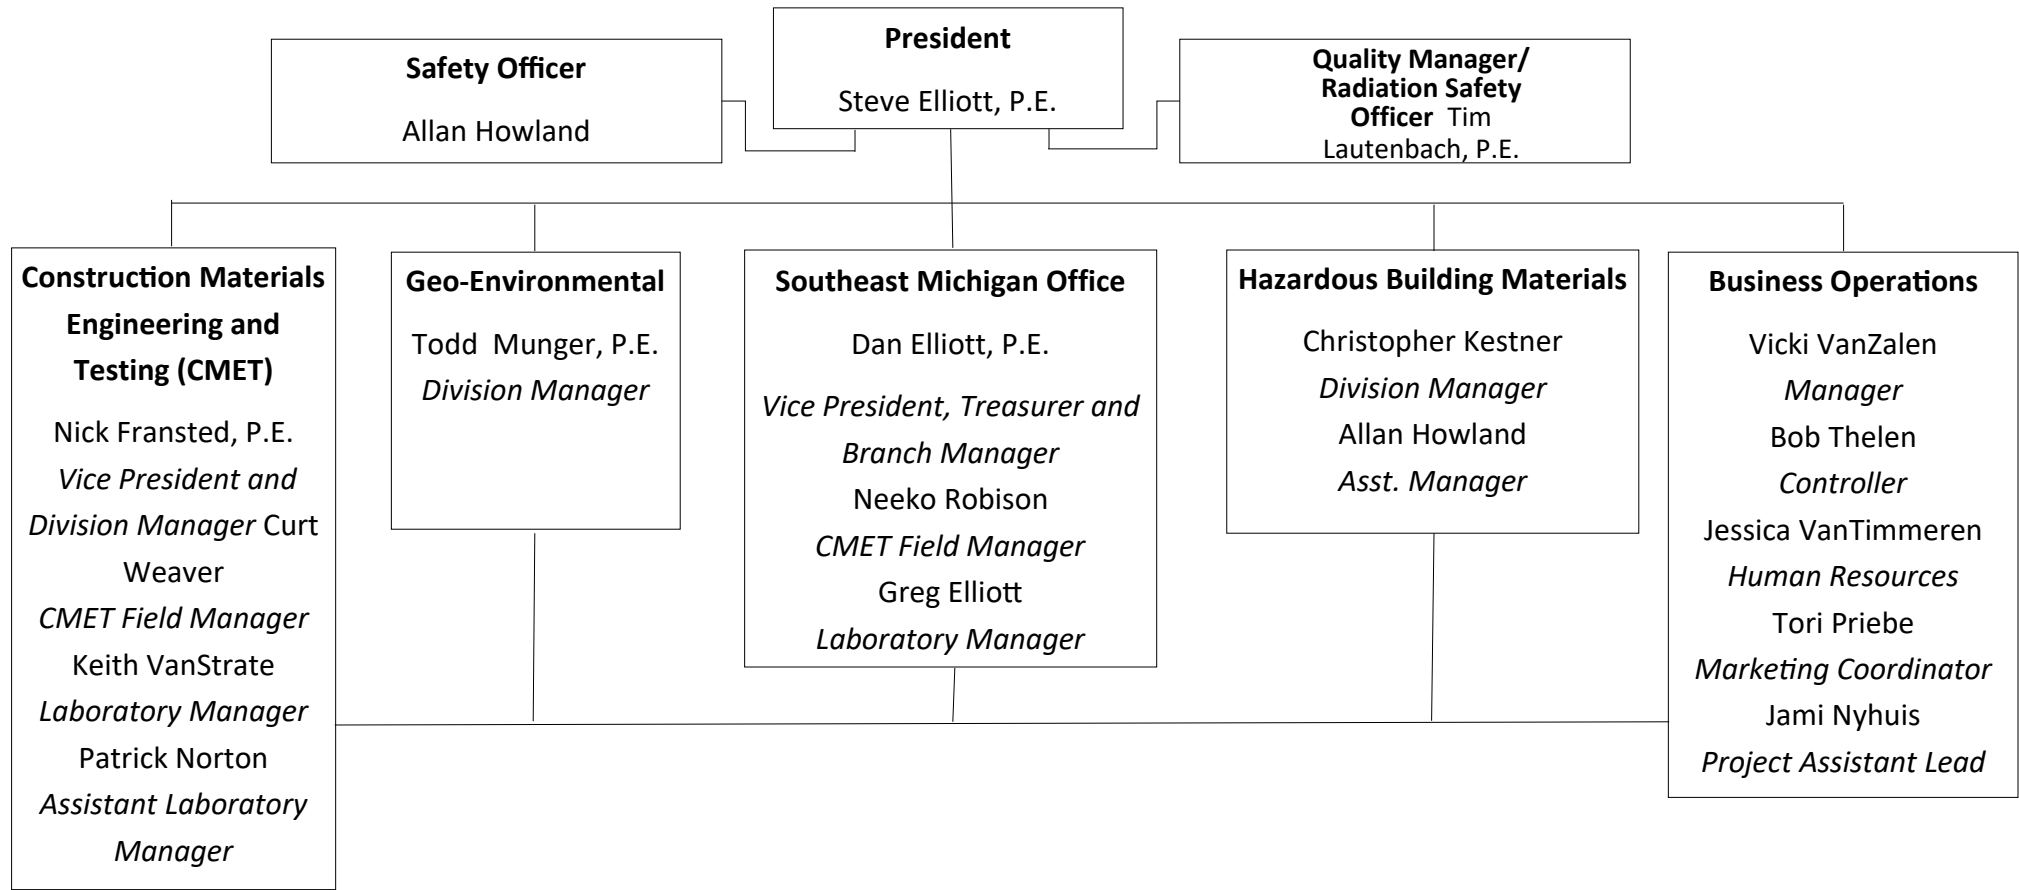 President
Steve Elliott, P.E.
Safety Officer
Allan Howland
Quality Manager/
Radiation Safety
Officer Tim
Lautenbach, P.E.
Construction Materials
Engineering and
Testing (CMET)
Nick Fransted, P.E.
Vice President and
Division Manager Curt
Weaver
CMET Field Manager
Keith VanStrate
Laboratory Manager
Patrick Norton
Assistant Laboratory
Manager
Geo-Environmental
Todd Munger, P.E.
Division Manager
Southeast Michigan Office
Dan Elliott, P.E.
Vice President, Treasurer and
Branch Manager
Neeko Robison
CMET Field Manager
Greg Elliott
Laboratory Manager
Hazardous Building Materials
Christopher Kestner
Division Manager
Allan Howland
Asst. Manager
Business Operations
Vicki VanZalen
Manager
Bob Thelen
Controller
Jessica VanTimmeren
Human Resources
Tori Priebe
Marketing Coordinator
Jami Nyhuis
Project Assistant Lead